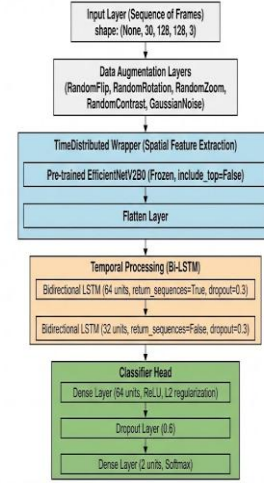 Input Layer (Sequence of Frames)
shape: (None, 30, 128, 128, 3)
Data Augmentation Layers
(RandomFlip, RandomRotation, RandomZoom,
RandomContrast, GaussianNoise)
TimeDistributed Wrapper (Spatial Feature Extraction)
Pre-trained EfficientNetV2B0 (Frozen, include_top=False)
Flatten Layer
Temporal Processing (Bi-LSTM)
Bidirectional LSTM (64 units, return_sequences=True, dropout=0.3)
Bidirectional LSTM (32 units, return_sequences=False, dropout=0.3)
Classifier Head
Dense Layer (64 units, ReLU, L2 regularization)
Dropout Layer (0.6)
Dense Layer (2 units, Softmax)